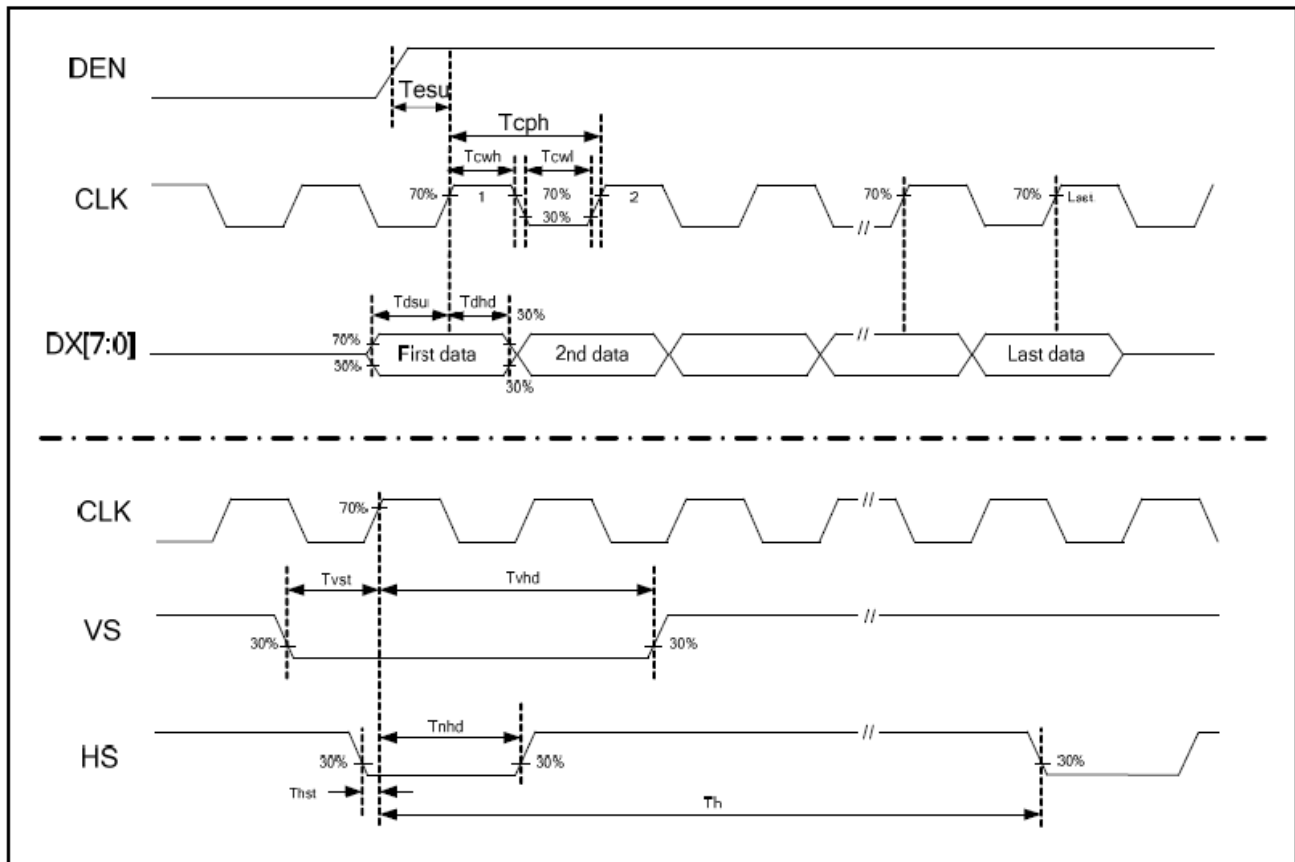 DEN
Tesu
Tcph
Tcwh
Tcwl
CLK
70%
1
70%
30%
2
70%
70%
Last
//
Tdsu
Tdhd
30%
DX[7:0]
70%
30%
First data
2nd data
//
Last data
30%
CLK
70%
//
Tvst
Tvhd
VS
30%
30%
//
Tnhd
HS
30%
30%
//
30%
Thst
Th